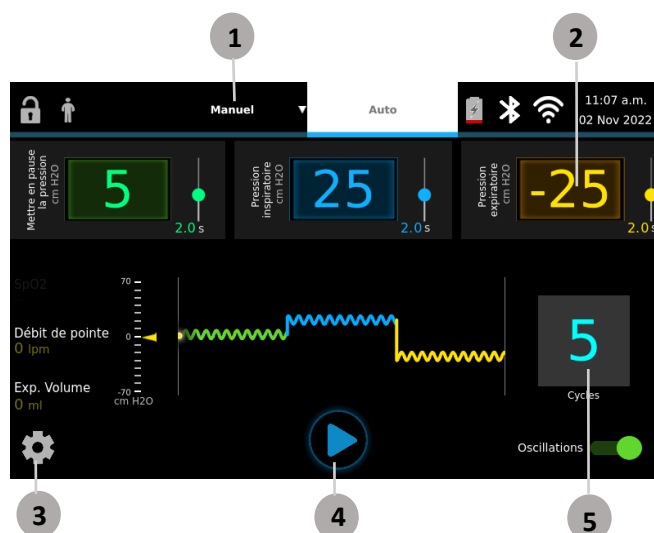 1
2
Manuel ▼
Auto
11:07 a.m.
02 Nov 2022
Mettre en pause
la pression
cm H2O
5
2.0 s
Pression
inspiratoire
cm H2O
25
2.0 s
Pression
expiratoire
cm H2O
-25
2.0 s
SpO2
--
Débit de pointe
0 lpm
Exp. Volume
0 ml
70
0
-70
cm H2O
5
Cycles
Oscillations
3
4
5